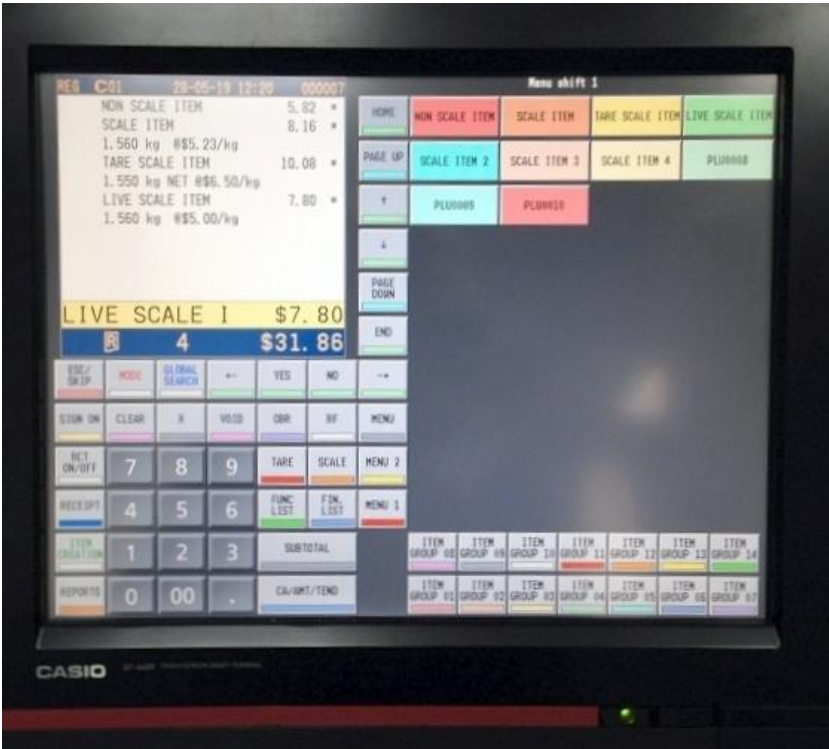 REG C01 28-05-19 12:20 000007
NON SCALE ITEM 5.82 *
SCALE ITEM 8.16 *
1.560 kg @$5.23/kg
TARE SCALE ITEM 10.08 *
1.550 kg NET @$6.50/kg
LIVE SCALE ITEM 7.80 *
1.560 kg @$5.00/kg
LIVE SCALE I $7.80
R 4 $31.86
Menu shift 1
HOME NON SCALE ITEM SCALE ITEM TARE SCALE ITEM LIVE SCALE ITEM
PAGE UP SCALE ITEM 2 SCALE ITEM 3 SCALE ITEM 4 PLU0008
↑ PLU0009 PLU0010
↓
PAGE
DOWN
END
ESC/
SKIP
MODE
GLOBAL
SEARCH
←
YES
NO
→
SIGN ON CLEAR X VOID OBR RF MENU
RCT
ON/OFF
7 8 9 TARE SCALE MENU 2
RECEIPT 4 5 6
FUNC
LIST
FIN.
LIST
MENU 1
ITEM
CREATION
1 2 3 SUBTOTAL
REPORTS 0 00 . CA/AMT/TEND
ITEM
GROUP 08
ITEM
GROUP 09
ITEM
GROUP 10
ITEM
GROUP 11
ITEM
GROUP 12
ITEM
GROUP 13
ITEM
GROUP 14
ITEM
GROUP 01
ITEM
GROUP 02
ITEM
GROUP 03
ITEM
GROUP 04
ITEM
GROUP 05
ITEM
GROUP 06
ITEM
GROUP 07
CASIO